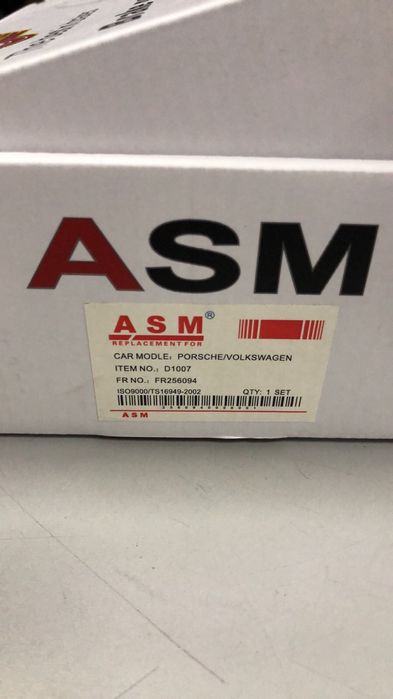 ASM
ASM®
REPLACEMENT FOR
CAR MODLE: PORSCHE/VOLKSWAGEN
ITEM NO.: D1007
FR NO.: FR256094
ISO9000/TS16949-2002 QTY: 1 SET
ASM